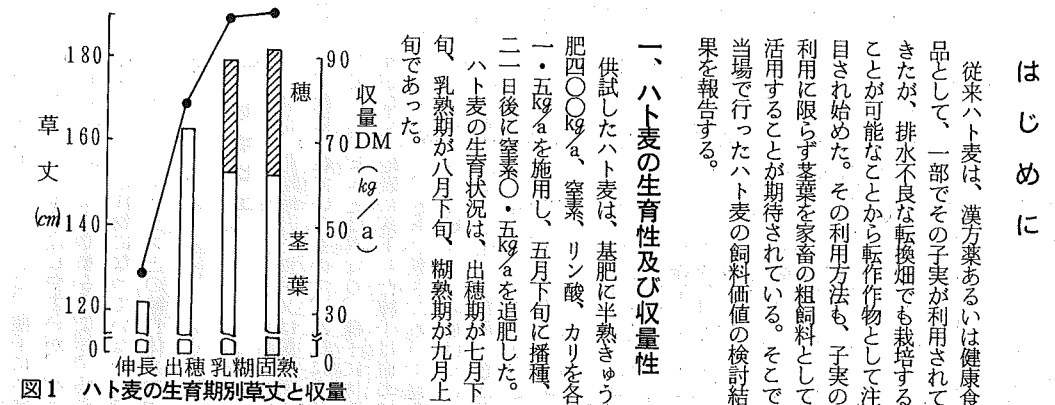 はじめに
従来ハト麦は、漢方薬あるいは健康食
品として、一部でその子実が利用されて
きたが、排水不良な転換畑でも栽培する
ことが可能なことから転作作物として注
目され始めた。その利用方法も、子実の
利用に限らず茎葉を家畜の粗飼料として
活用することが期待されている。そこで
当場で行ったハト麦の飼料価値の検討結
果を報告する。
一、ハト麦の生育性及び収量性
供試したハト麦は、基肥に半熟きゅう
肥四〇〇kg/a、窒素、リン酸、カリを各
一・五kg/aを施用し、五月下旬に播種、
二一日後に窒素〇・五kg/aを追肥した。
ハト麦の生育状況は、出穂期が七月下
旬、乳熟期が八月下旬、糊熟期が九月上
旬であった。
収量DM(kg/a)
90
70
50
30
0
穂
茎葉
草丈(cm)
180
160
140
120
0
伸長 出穂 乳糊固熟
図1 ハト麦の生育期別草丈と収量